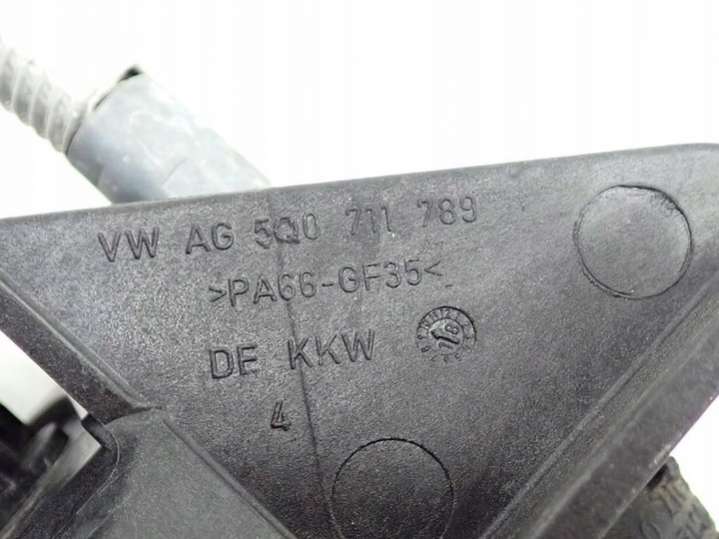 VW AG 5Q0 711 789
>PA66-GF35<
DE KKW
4